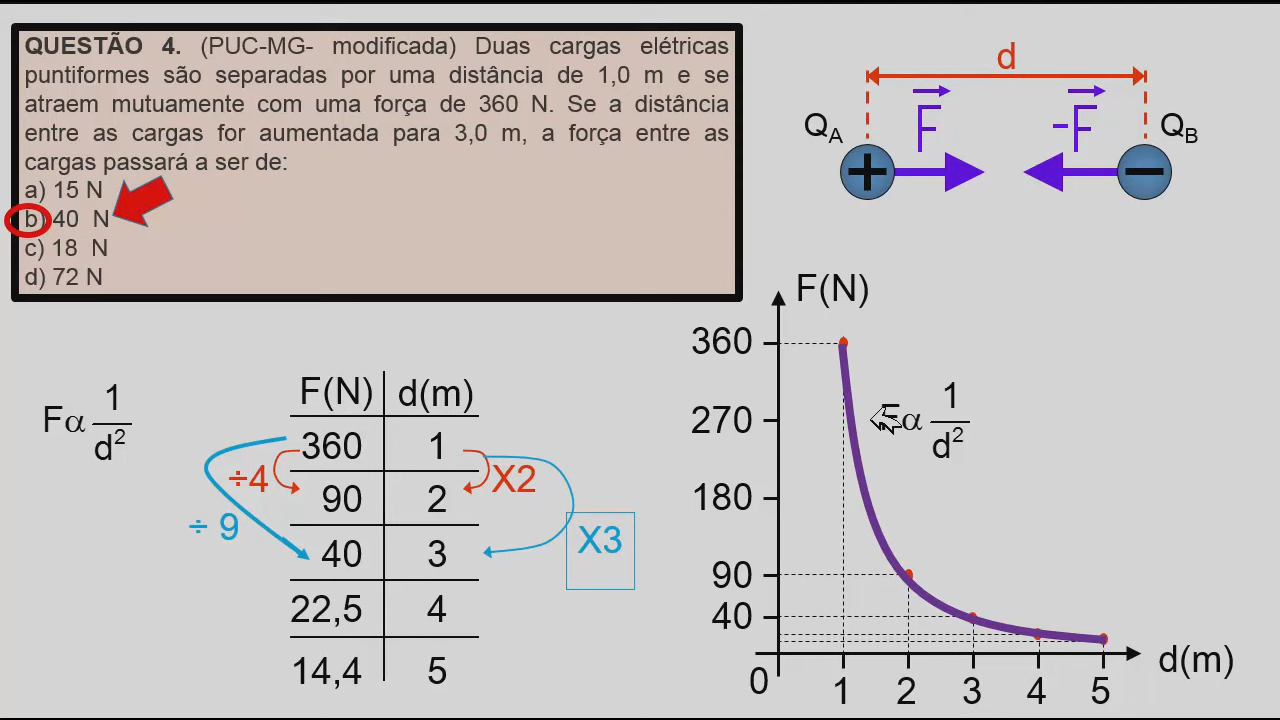 QUESTÃO 4. (PUC-MG- modificada) Duas cargas elétricas
puntiformes são separadas por uma distância de 1,0 m e se
atraem mutuamente com uma força de 360 N. Se a distância
entre as cargas for aumentada para 3,0 m, a força entre as
cargas passará a ser de:
a) 15 N
b) 40 N
c) 18 N
d) 72 N
d
Q_A F -F Q_B
+ −
Fα 1/d²
F(N) d(m)
360 1
÷4 X2
90 2
÷ 9 X3
40 3
22,5 4
14,4 5
F(N)
360
270
180
90
40
0 1 2 3 4 5 d(m)
Fα 1/d²